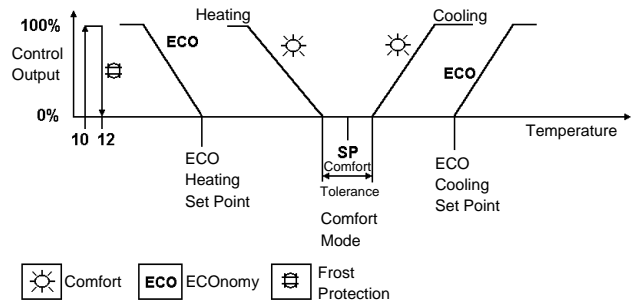 Heating
Cooling
100%
Control
Output
ECO
ECO
0%
10 12
Temperature
SP
Comfort
Tolerance
ECO
Heating
Set Point
Comfort
Mode
ECO
Cooling
Set Point
Comfort
ECO ECOnomy
Frost
Protection